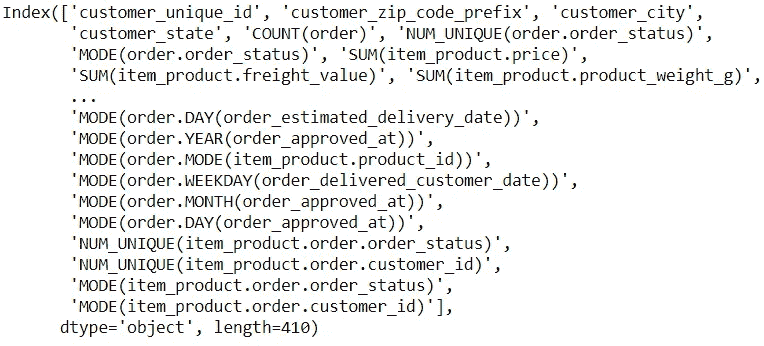 Index(['customer_unique_id', 'customer_zip_code_prefix', 'customer_city',
'customer_state', 'COUNT(order)', 'NUM_UNIQUE(order.order_status)',
'MODE(order.order_status)', 'SUM(item_product.price)',
'SUM(item_product.freight_value)', 'SUM(item_product.product_weight_g)',
...
'MODE(order.DAY(order_estimated_delivery_date))',
'MODE(order.YEAR(order_approved_at))',
'MODE(order.MODE(item_product.product_id))',
'MODE(order.WEEKDAY(order_delivered_customer_date))',
'MODE(order.MONTH(order_approved_at))',
'MODE(order.DAY(order_approved_at))',
'NUM_UNIQUE(item_product.order.order_status)',
'NUM_UNIQUE(item_product.order.customer_id)',
'MODE(item_product.order.order_status)',
'MODE(item_product.order.customer_id)'],
dtype='object', length=410)